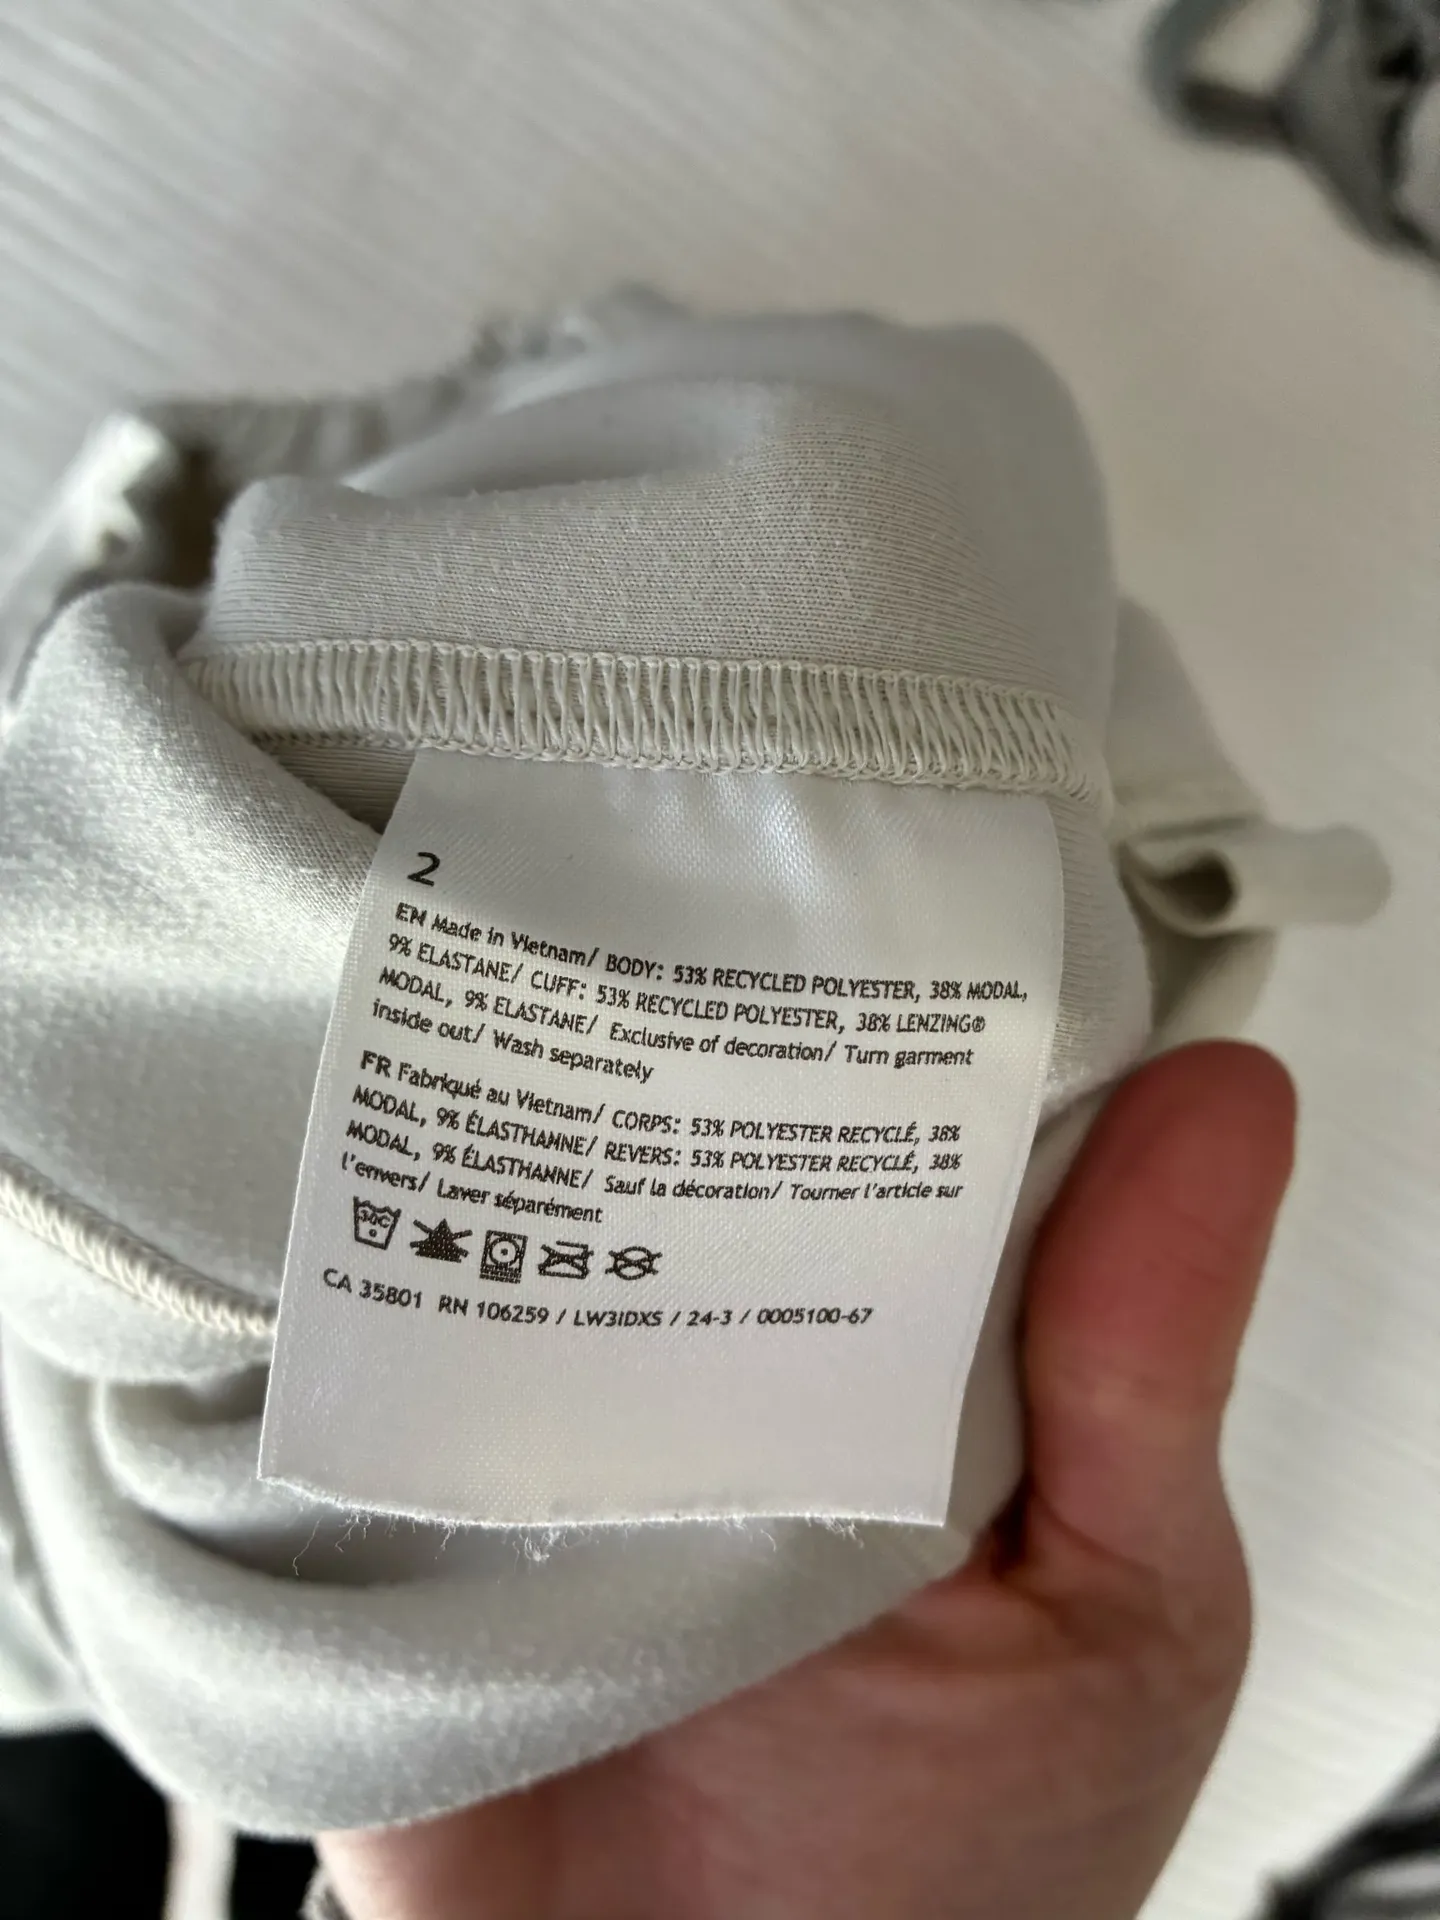 2
EN Made in Vietnam/ BODY: 53% RECYCLED POLYESTER, 38% MODAL,
9% ELASTANE/ CUFF: 53% RECYCLED POLYESTER, 38% LENZING®
MODAL, 9% ELASTANE/ Exclusive of decoration/ Turn garment
inside out/ Wash separately
FR Fabriqué au Vietnam/ CORPS: 53% POLYESTER RECYCLÉ, 38%
MODAL, 9% ÉLASTHANNE/ REVERS: 53% POLYESTER RECYCLÉ, 38%
MODAL, 9% ÉLASTHANNE/ Sauf la décoration/ Tourner l'article sur
l'envers/ Laver séparément
30C
CA 35801 RN 106259 / LW3IDXS / 24-3 / 0005100-67